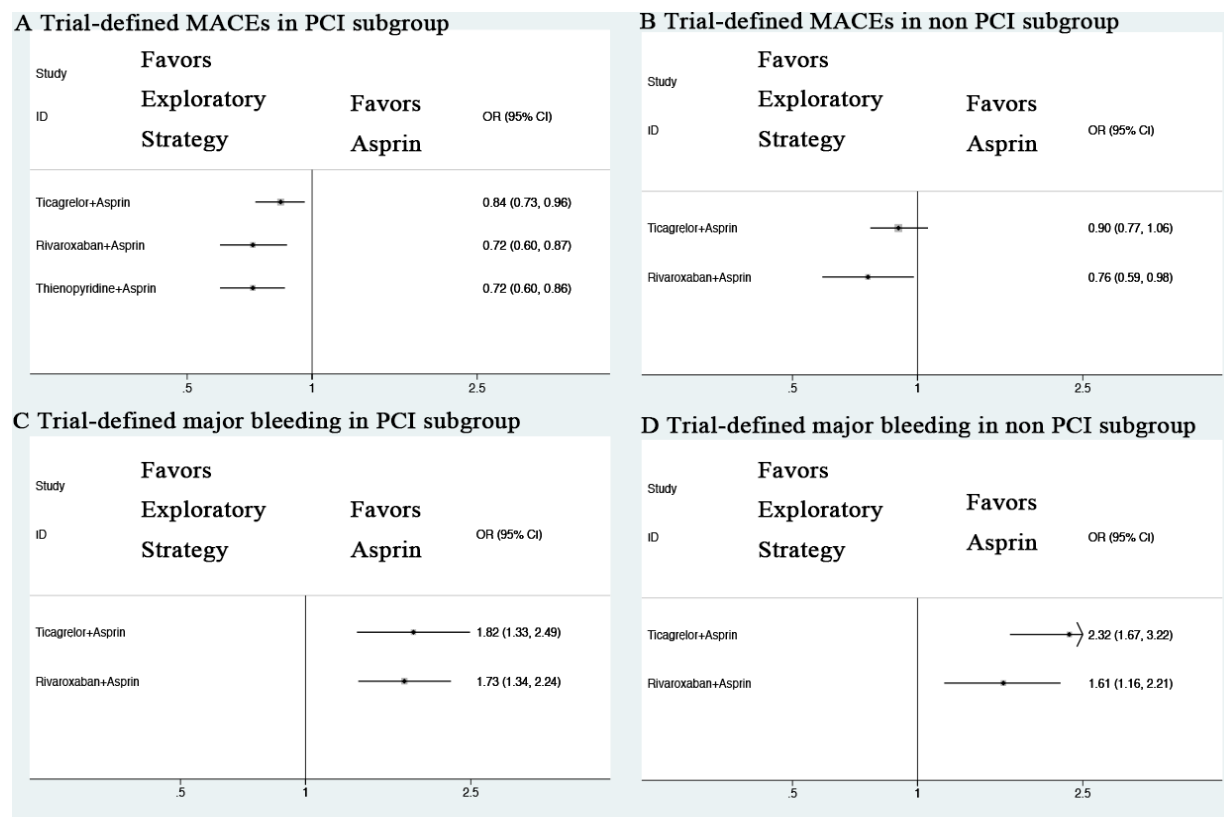 A Trial-defined MACEs in PCI subgroup
Study
ID
Favors
Exploratory
Strategy
Favors
Asprin
OR (95% CI)
Ticagrelor+Asprin 0.84 (0.73, 0.96)
Rivaroxaban+Asprin 0.72 (0.60, 0.87)
Thienopyridine+Asprin 0.72 (0.60, 0.86)
.5 1 2.5
B Trial-defined MACEs in non PCI subgroup
Study
ID
Favors
Exploratory
Strategy
Favors
Asprin
OR (95% CI)
Ticagrelor+Asprin 0.90 (0.77, 1.06)
Rivaroxaban+Asprin 0.76 (0.59, 0.98)
.5 1 2.5
C Trial-defined major bleeding in PCI subgroup
Study
ID
Favors
Exploratory
Strategy
Favors
Asprin
OR (95% CI)
Ticagrelor+Asprin 1.82 (1.33, 2.49)
Rivaroxaban+Asprin 1.73 (1.34, 2.24)
.5 1 2.5
D Trial-defined major bleeding in non PCI subgroup
Study
ID
Favors
Exploratory
Strategy
Favors
Asprin
OR (95% CI)
Ticagrelor+Asprin 2.32 (1.67, 3.22)
Rivaroxaban+Asprin 1.61 (1.16, 2.21)
.5 1 2.5